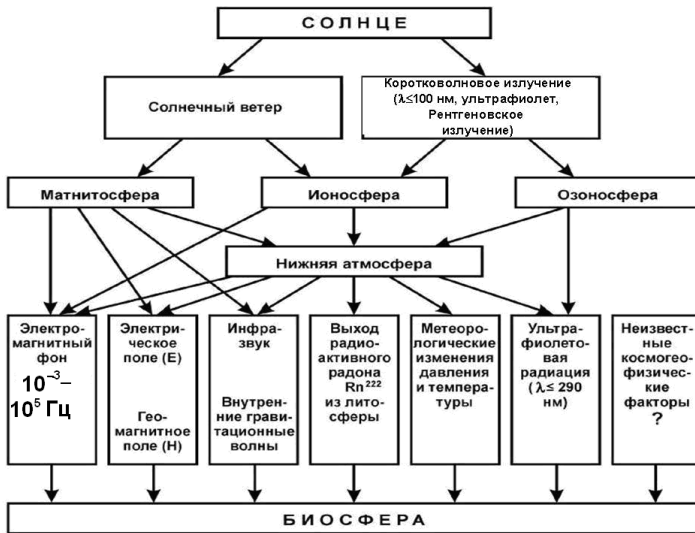 СОЛНЦЕ
Солнечный ветер
Коротковолновое излучение
(λ≤100 нм, ультрафиолет,
Рентгеновское
излучение)
Магнитосфера
Ионосфера
Озоносфера
Нижняя атмосфера
Электро-
магнитный
фон
10⁻³–
10⁵ Гц
Электри-
ческое
поле (E)
Гео-
магнитное
поле (H)
Инфра-
звук
Внутрен-
ние грави-
тационные
волны
Выход
радио-
активного
радона
Rn²²²
из лито-
сферы
Метеоро-
логические
изменения
давления
и темпера-
туры
Ультра-
фиолетов-
ая
радиация
(λ≤ 290
нм)
Неизвест-
ные
космогео-
физичес-
кие
факторы
?
БИОСФЕРА